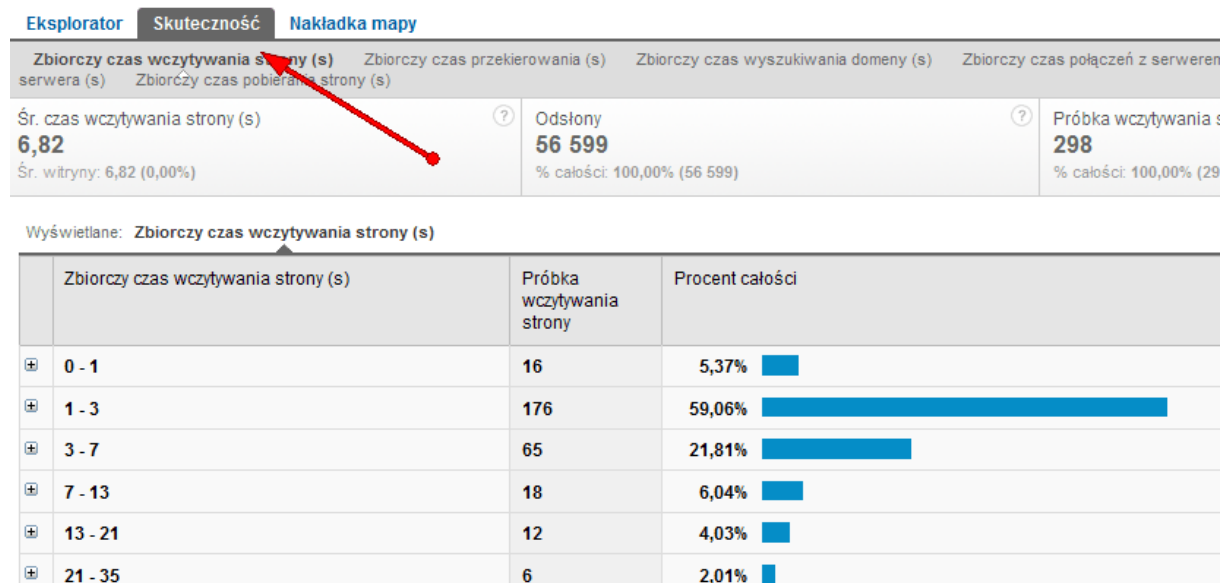 Eksplorator Skuteczność Nakładka mapy
Zbiorczy czas wczytywania strony (s) Zbiorczy czas przekierowania (s) Zbiorczy czas wyszukiwania domeny (s) Zbiorczy czas połączeń z serwerem
serwera (s) Zbiorczy czas pobierania strony (s)
Śr. czas wczytywania strony (s) ? Odsłony ? Próbka wczytywania s
6,82 56 599 298
Śr. witryny: 6,82 (0,00%) % całości: 100,00% (56 599) % całości: 100,00% (29
Wyświetlane: Zbiorczy czas wczytywania strony (s)
Zbiorczy czas wczytywania strony (s) Próbka Procent całości
wczytywania
strony
0 - 1 16 5,37%
1 - 3 176 59,06%
3 - 7 65 21,81%
7 - 13 18 6,04%
13 - 21 12 4,03%
21 - 35 6 2,01%